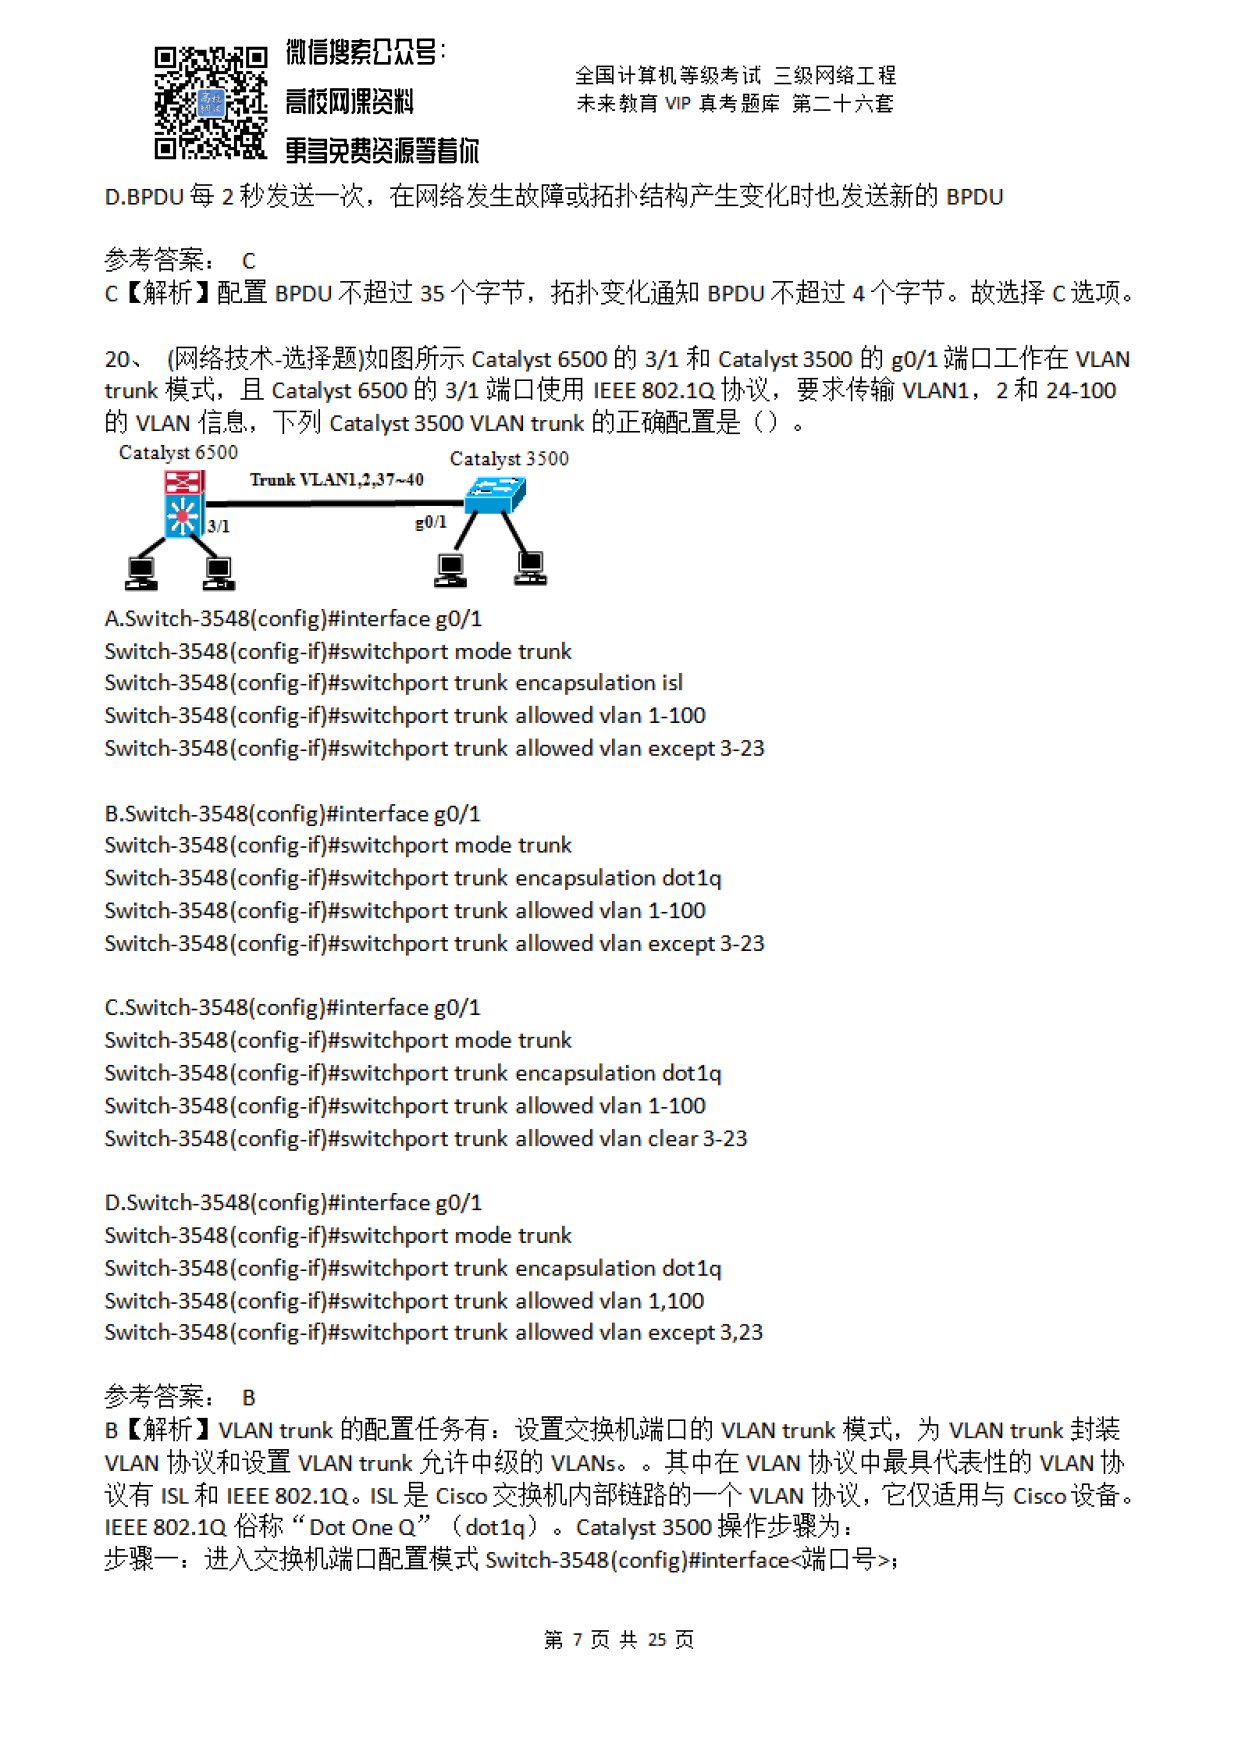 微信搜索公众号：
高校网课资料
更多免费资源等着你
高校
网课
全国计算机等级考试 三级网络工程
未来教育 VIP 真考题库 第二十六套
D.BPDU 每 2 秒发送一次，在网络发生故障或拓扑结构产生变化时也发送新的 BPDU
参考答案： C
C【解析】配置 BPDU 不超过 35 个字节，拓扑变化通知 BPDU 不超过 4 个字节。故选择 C 选项。
20、 (网络技术-选择题)如图所示 Catalyst 6500 的 3/1 和 Catalyst 3500 的 g0/1 端口工作在 VLAN
trunk 模式，且 Catalyst 6500 的 3/1 端口使用 IEEE 802.1Q 协议，要求传输 VLAN1，2 和 24-100
的 VLAN 信息，下列 Catalyst 3500 VLAN trunk 的正确配置是（）。
Catalyst 6500
Catalyst 3500
Trunk VLAN1,2,37~40
3/1
g0/1
A.Switch-3548(config)#interface g0/1
Switch-3548(config-if)#switchport mode trunk
Switch-3548(config-if)#switchport trunk encapsulation isl
Switch-3548(config-if)#switchport trunk allowed vlan 1-100
Switch-3548(config-if)#switchport trunk allowed vlan except 3-23
B.Switch-3548(config)#interface g0/1
Switch-3548(config-if)#switchport mode trunk
Switch-3548(config-if)#switchport trunk encapsulation dot1q
Switch-3548(config-if)#switchport trunk allowed vlan 1-100
Switch-3548(config-if)#switchport trunk allowed vlan except 3-23
C.Switch-3548(config)#interface g0/1
Switch-3548(config-if)#switchport mode trunk
Switch-3548(config-if)#switchport trunk encapsulation dot1q
Switch-3548(config-if)#switchport trunk allowed vlan 1-100
Switch-3548(config-if)#switchport trunk allowed vlan clear 3-23
D.Switch-3548(config)#interface g0/1
Switch-3548(config-if)#switchport mode trunk
Switch-3548(config-if)#switchport trunk encapsulation dot1q
Switch-3548(config-if)#switchport trunk allowed vlan 1,100
Switch-3548(config-if)#switchport trunk allowed vlan except 3,23
参考答案： B
B【解析】VLAN trunk 的配置任务有：设置交换机端口的 VLAN trunk 模式，为 VLAN trunk 封装
VLAN 协议和设置 VLAN trunk 允许中级的 VLANs。。其中在 VLAN 协议中最具代表性的 VLAN 协
议有 ISL 和 IEEE 802.1Q。ISL 是 Cisco 交换机内部链路的一个 VLAN 协议，它仅适用与 Cisco 设备。
IEEE 802.1Q 俗称“Dot One Q”（dot1q）。Catalyst 3500 操作步骤为：
步骤一：进入交换机端口配置模式 Switch-3548(config)#interface<端口号>；
第 7 页 共 25 页